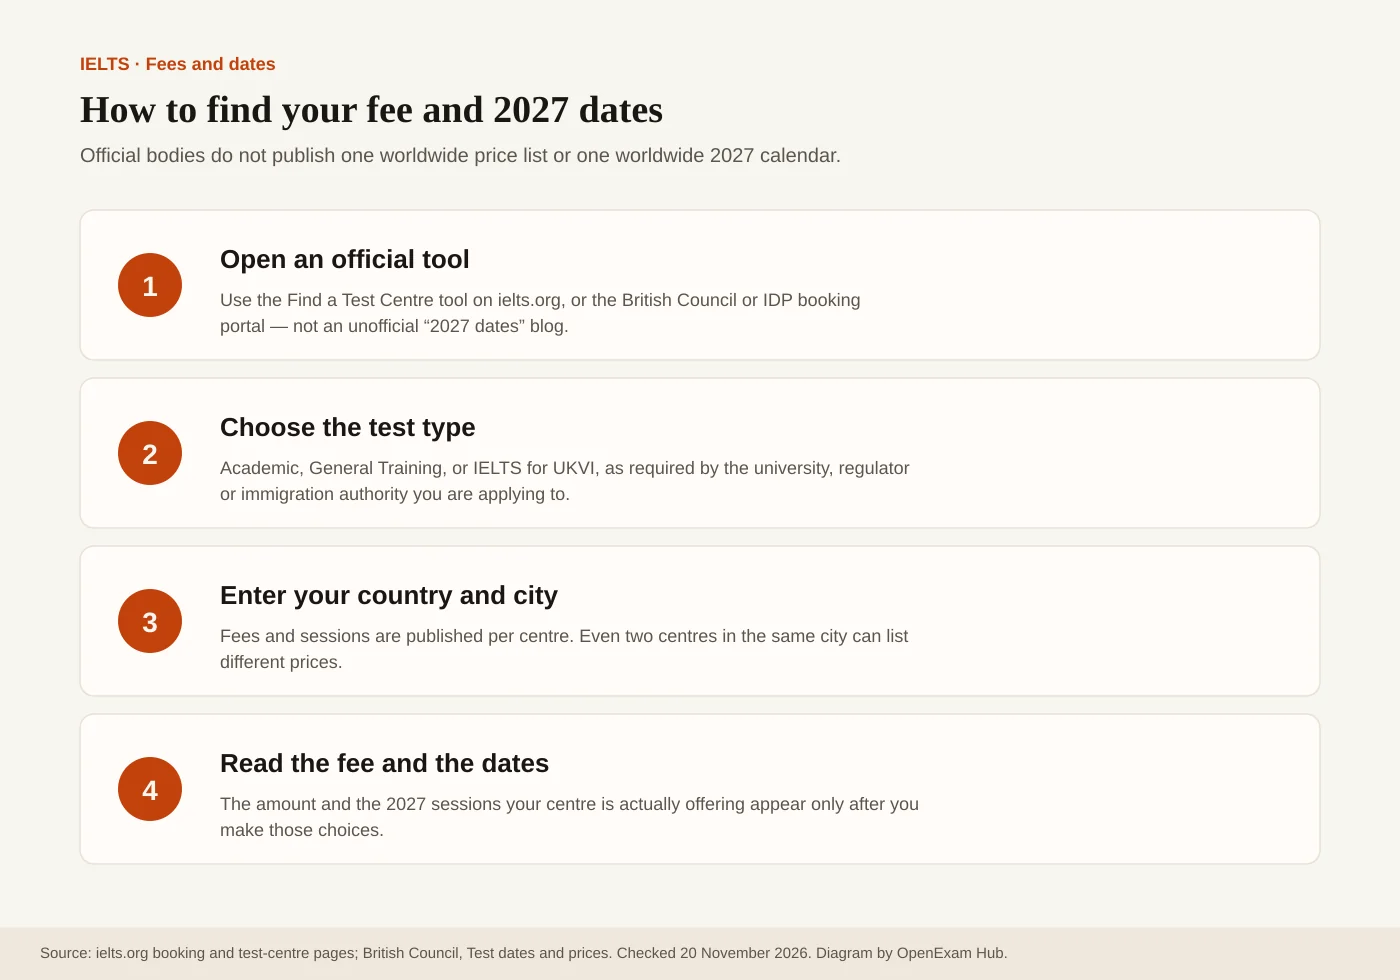 IELTS · Fees and dates
How to find your fee and 2027 dates
Official bodies do not publish one worldwide price list or one worldwide 2027 calendar.
1
Open an official tool
Use the Find a Test Centre tool on ielts.org, or the British Council or IDP booking
portal — not an unofficial “2027 dates” blog.
2
Choose the test type
Academic, General Training, or IELTS for UKVI, as required by the university, regulator
or immigration authority you are applying to.
3
Enter your country and city
Fees and sessions are published per centre. Even two centres in the same city can list
different prices.
4
Read the fee and the dates
The amount and the 2027 sessions your centre is actually offering appear only after you
make those choices.
Source: ielts.org booking and test-centre pages; British Council, Test dates and prices. Checked 20 November 2026. Diagram by OpenExam Hub.